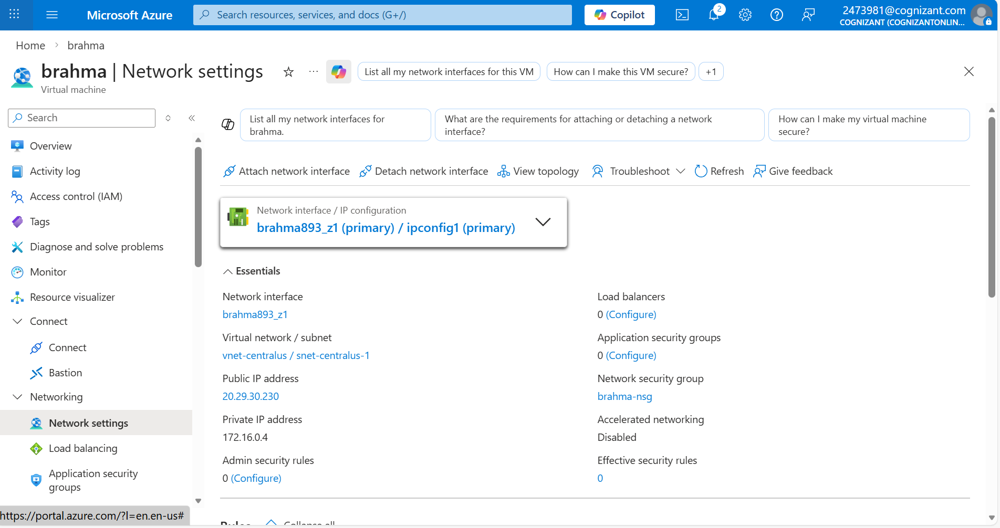 Microsoft Azure
Search resources, services, and docs (G+/)
Copilot
2
2473981@cognizant.com
COGNIZANT (COGNIZANTONLIN...
Home > brahma
brahma | Network settings
Virtual machine
List all my network interfaces for this VM
How can I make this VM secure?
+1
Search
Overview
Activity log
Access control (IAM)
Tags
Diagnose and solve problems
Monitor
Resource visualizer
Connect
Connect
Bastion
Networking
Network settings
Load balancing
Application security
groups
https://portal.azure.com/?l=en.en-us#
List all my network interfaces for
brahma.
What are the requirements for attaching or detaching a network
interface?
How can I make my virtual machine
secure?
Attach network interface
Detach network interface
View topology
Troubleshoot
Refresh
Give feedback
Network interface / IP configuration
brahma893_z1 (primary) / ipconfig1 (primary)
Essentials
Network interface
brahma893_z1
Virtual network / subnet
vnet-centralus / snet-centralus-1
Public IP address
20.29.30.230
Private IP address
172.16.0.4
Admin security rules
0 (Configure)
Load balancers
0 (Configure)
Application security groups
0 (Configure)
Network security group
brahma-nsg
Accelerated networking
Disabled
Effective security rules
0
Rules
Collapse all